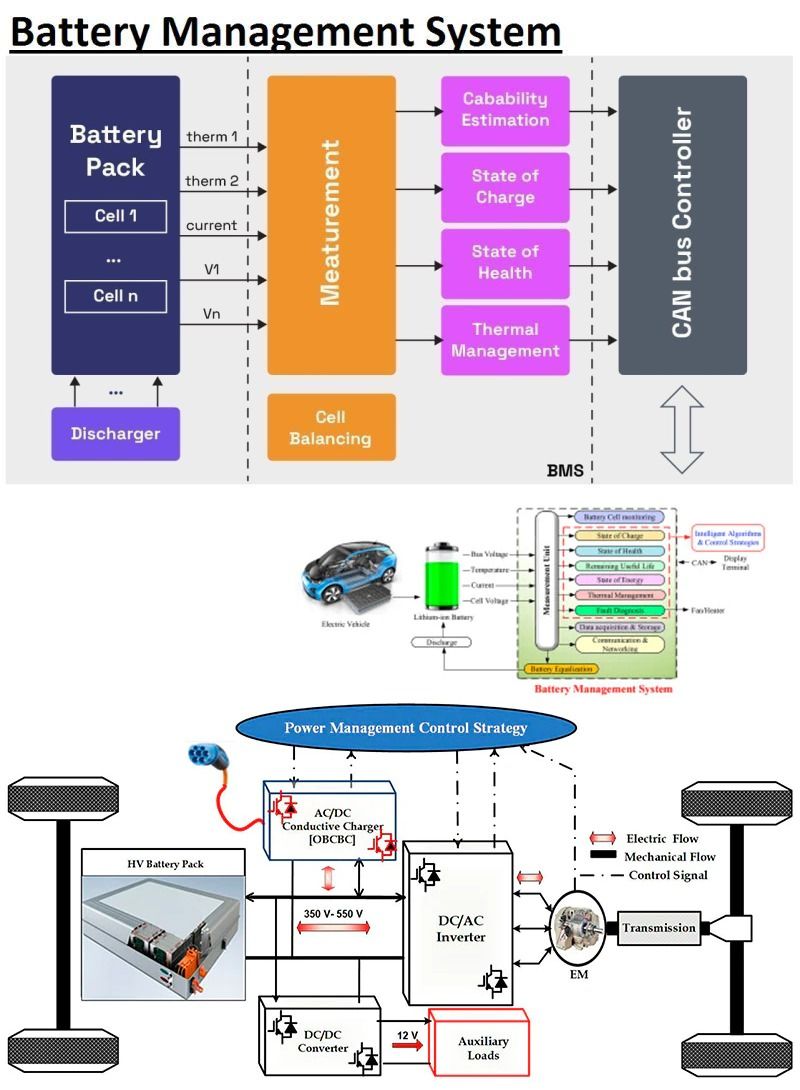 Battery Management System
Battery
Pack
Cell 1
...
Cell n
therm 1
therm 2
current
V1
Vn
Meaturement
Cabability
Estimation
State of
Charge
State of
Health
Thermal
Management
CAN bus Controller
...
Discharger
Cell
Balancing
BMS
Electric Vehicle
Lithium-ion Battery
Discharge
Bus Voltage
Temperature
Current
Cell Voltage
Measurement Unit
Battery Cell monitoring
State of Charge
State of Health
Remaining Useful Life
State of Energy
Thermal Management
Fault Diagnosis
Data acquisition & Storage
Communication &
Networking
Battery Equalization
Intelligent Algorithms
& Control Strategies
CAN
Display
Terminal
Fan/Heater
Battery Management System
Power Management Control Strategy
AC/DC
Conductive Charger
[OBCBC]
HV Battery Pack
350 V- 550 V
DC/AC
Inverter
Electric Flow
Mechanical Flow
Control Signal
EM
Transmission
DC/DC
Converter
12 V
Auxiliary
Loads